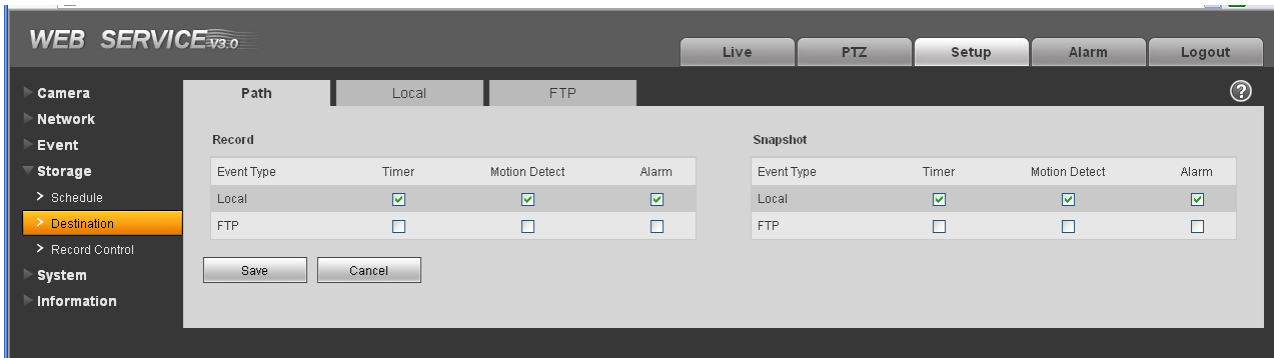 WEB SERVICE V3.0
Live PTZ Setup Alarm Logout
Camera
Network
Event
Storage
> Schedule
> Destination
> Record Control
System
Information
Path Local FTP ?
Record
Event Type Timer Motion Detect Alarm
Local
FTP
Snapshot
Event Type Timer Motion Detect Alarm
Local
FTP
Save Cancel